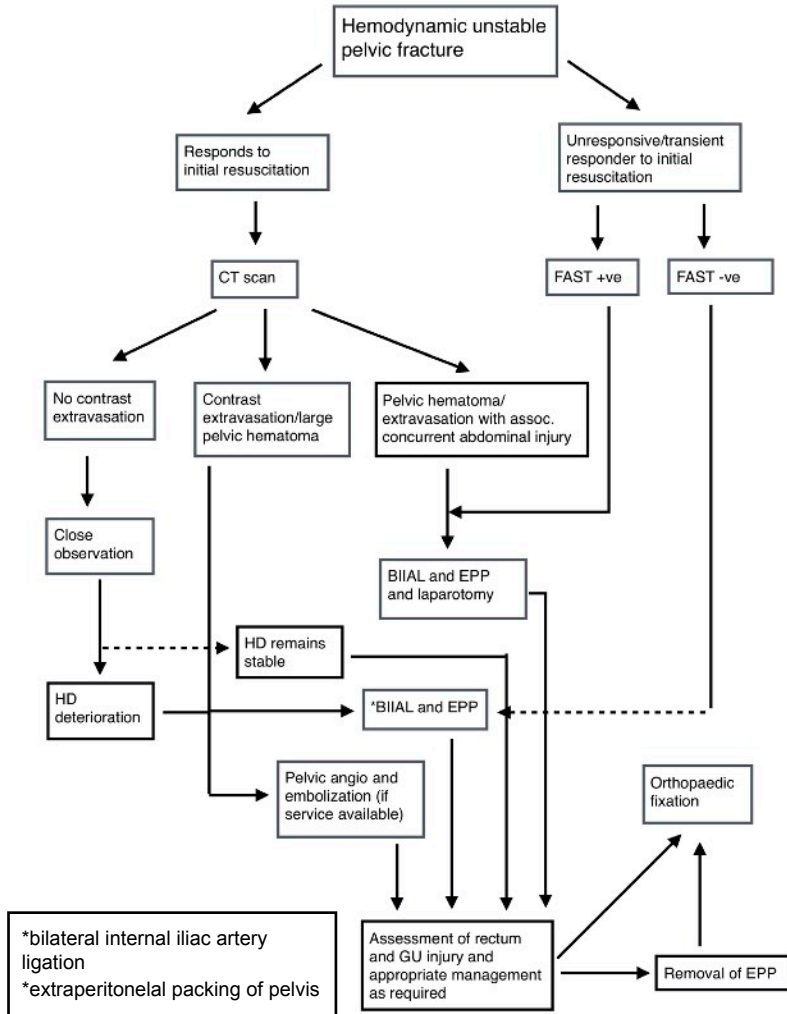 Hemodynamic unstable
pelvic fracture
Responds to
initial resuscitation
Unresponsive/transient
responder to initial
resuscitation
CT scan
FAST +ve
FAST -ve
No contrast
extravasation
Contrast
extravasation/large
pelvic hematoma
Pelvic hematoma/
extravasation with assoc.
concurrent abdominal injury
Close
observation
BIIAL and EPP
and laparotomy
HD remains
stable
HD
deterioration
*BIIAL and EPP
Pelvic angio and
embolization (if
service available)
Orthopaedic
fixation
*bilateral internal iliac artery
ligation
*extraperitonelal packing of pelvis
Assessment of rectum
and GU injury and
appropriate management
as required
Removal of EPP